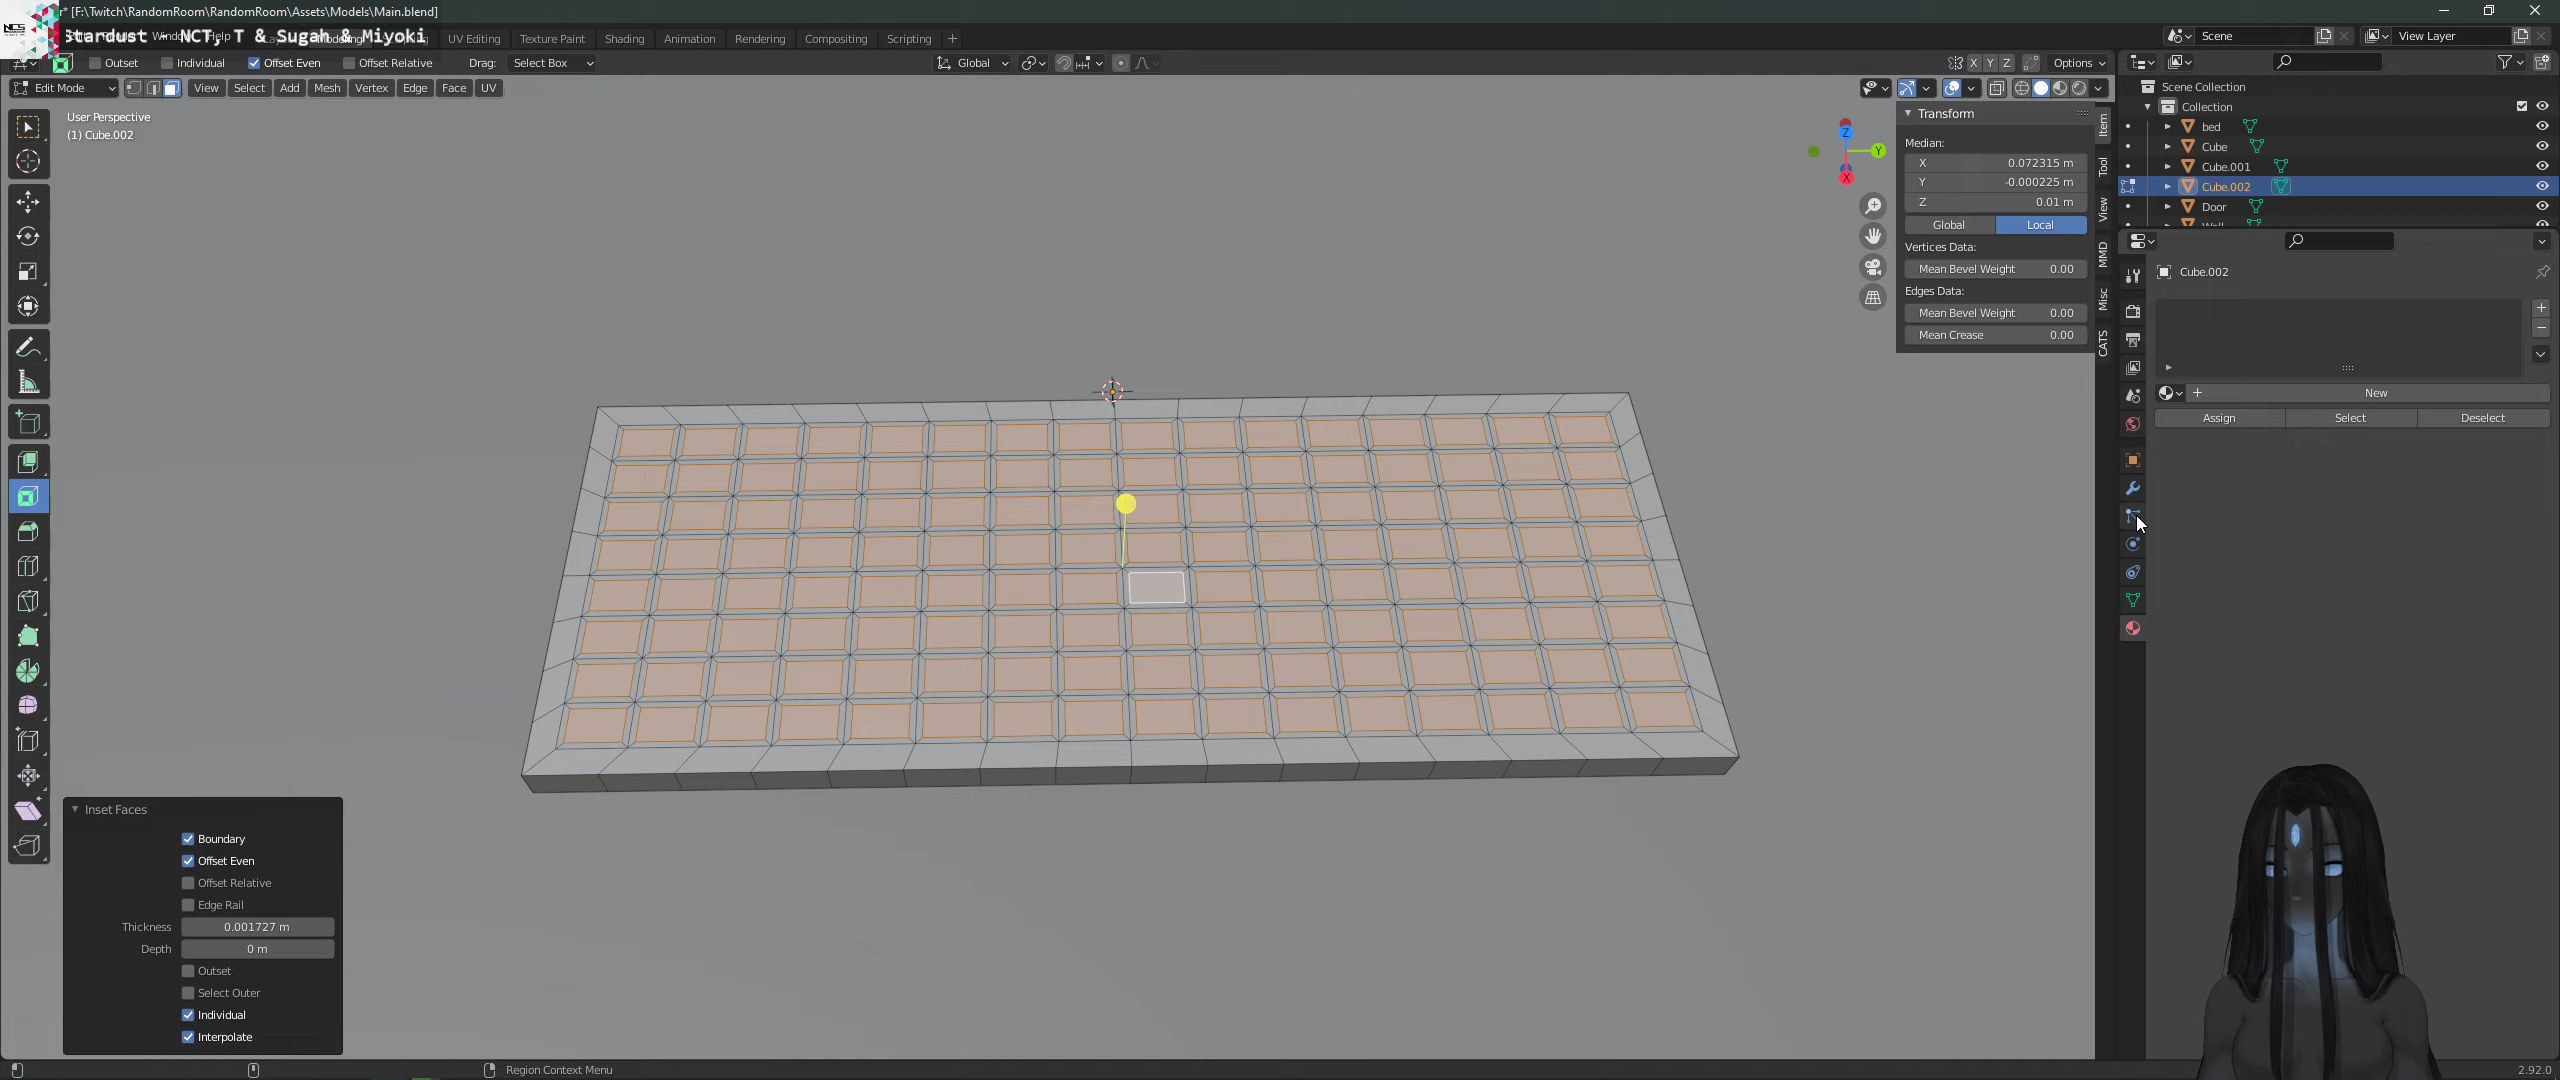 r* [F:\Twitch\RandomRoom\RandomRoom\Assets\Models\Main.blend]
Stardust - NCT, T & Sugah & Miyoki
UV Editing
Texture Paint
Shading
Animation
Rendering
Compositing
Scripting
Scene
View Layer
Outset
Individual
Offset Even
Offset Relative
Drag:
Select Box
Global
X
Y
Z
Options
Edit Mode
View
Select
Add
Mesh
Vertex
Edge
Face
UV
User Perspective
(1) Cube.002
Z
Y
X
Transform
Median:
X 0.072315 m
Y -0.000225 m
Z 0.01 m
Global
Local
Vertices Data:
Mean Bevel Weight 0.00
Edges Data:
Mean Bevel Weight 0.00
Mean Crease 0.00
Item
Tool
View
MMD
Misc
CATS
Scene Collection
Collection
bed
Cube
Cube.001
Cube.002
Door
Cube.002
New
Assign
Select
Deselect
Inset Faces
Boundary
Offset Even
Offset Relative
Edge Rail
Thickness 0.001727 m
Depth 0 m
Outset
Select Outer
Individual
Interpolate
Region Context Menu
2.92.0